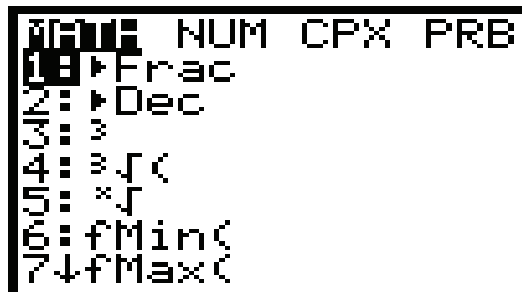 MATH NUM CPX PRB
1:►Frac
2:►Dec
3:³
4:³√(
5:ˣ√
6:fMin(
7↓fMax(